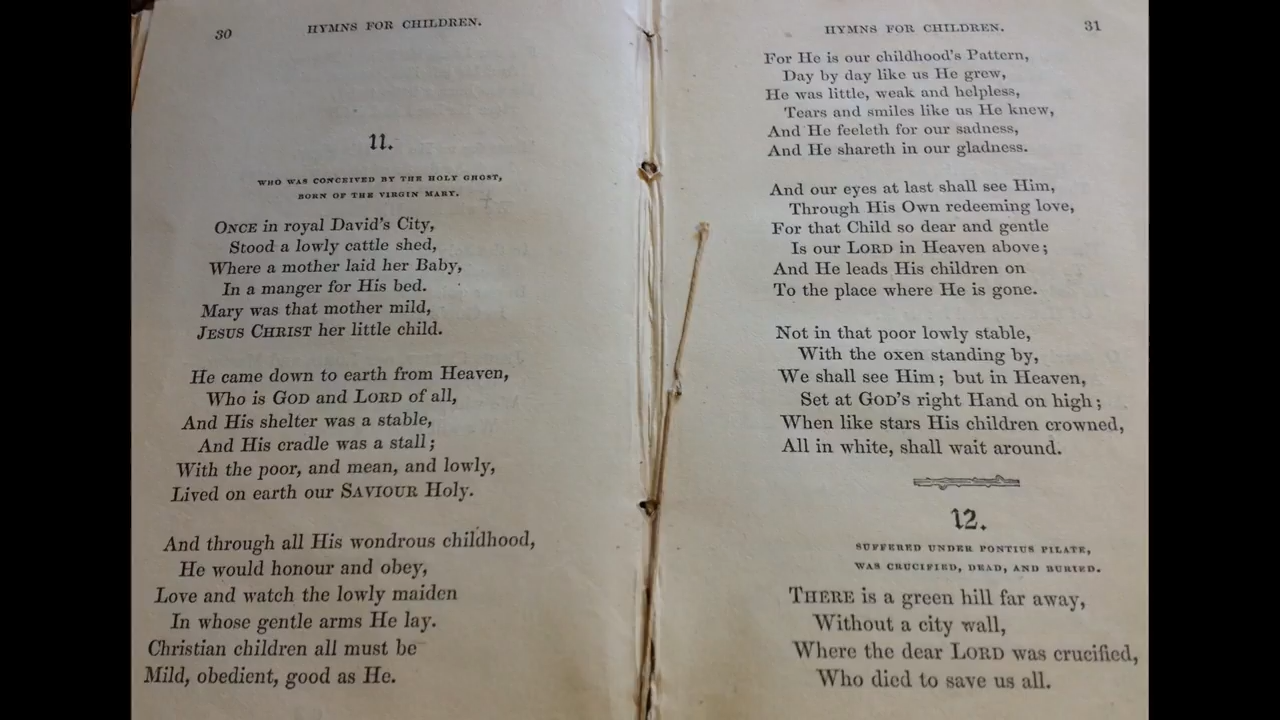 30
HYMNS FOR CHILDREN.
11.
WHO WAS CONCEIVED BY THE HOLY GHOST,
BORN OF THE VIRGIN MARY.
ONCE in royal David's City,
Stood a lowly cattle shed,
Where a mother laid her Baby,
In a manger for His bed.
Mary was that mother mild,
JESUS CHRIST her little child.
He came down to earth from Heaven,
Who is GOD and LORD of all,
And His shelter was a stable,
And His cradle was a stall;
With the poor, and mean, and lowly,
Lived on earth our SAVIOUR Holy.
And through all His wondrous childhood,
He would honour and obey,
Love and watch the lowly maiden
In whose gentle arms He lay.
Christian children all must be
Mild, obedient, good as He.
HYMNS FOR CHILDREN.
31
For He is our childhood's Pattern,
Day by day like us He grew,
He was little, weak and helpless,
Tears and smiles like us He knew,
And He feeleth for our sadness,
And He shareth in our gladness.
And our eyes at last shall see Him,
Through His Own redeeming love,
For that Child so dear and gentle
Is our LORD in Heaven above;
And He leads His children on
To the place where He is gone.
Not in that poor lowly stable,
With the oxen standing by,
We shall see Him; but in Heaven,
Set at GOD'S right Hand on high;
When like stars His children crowned,
All in white, shall wait around.
12.
SUFFERED UNDER PONTIUS PILATE,
WAS CRUCIFIED, DEAD, AND BURIED.
THERE is a green hill far away,
Without a city wall,
Where the dear LORD was crucified,
Who died to save us all.